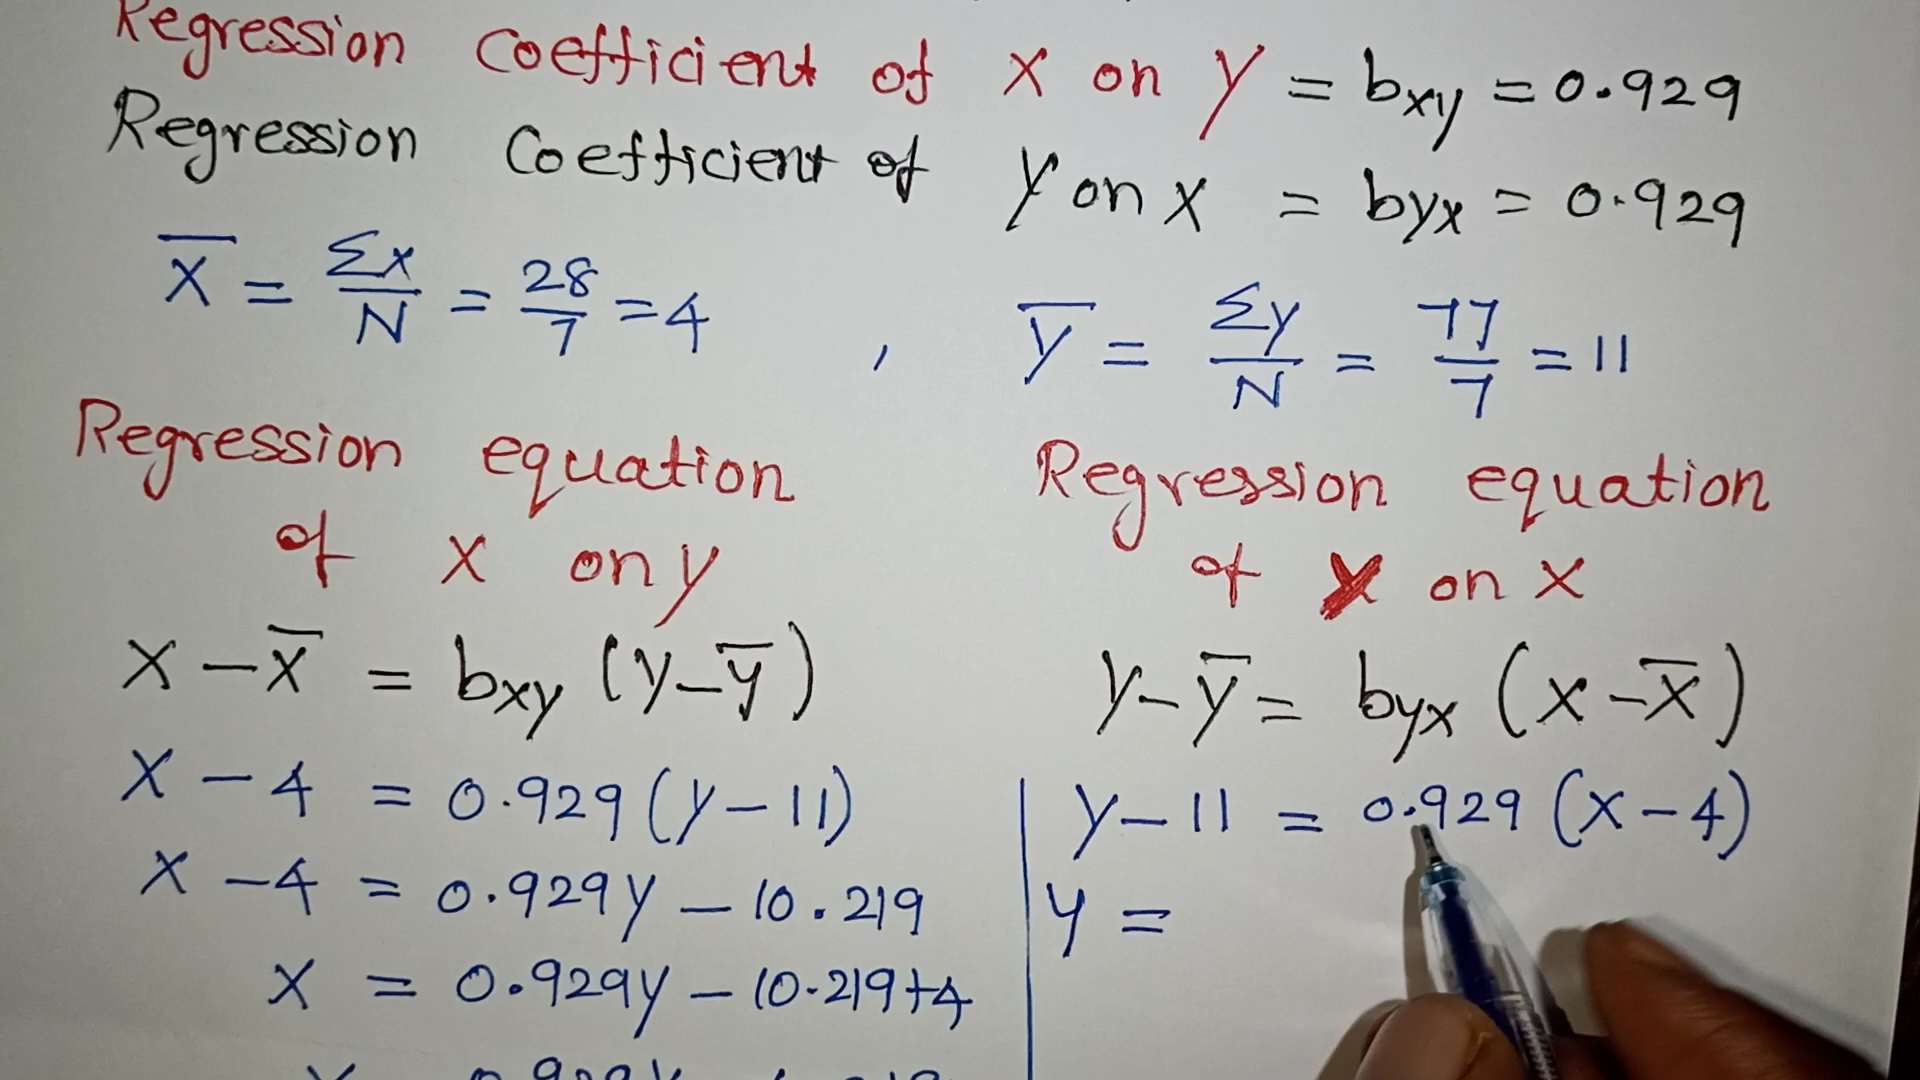 Regression Coefficient of X on Y = bxy = 0.929
Regression Coefficient of Y on X = byx = 0.929
X̅ = Σx/N = 28/7 = 4 , Y̅ = Σy/N = 77/7 = 11
Regression equation
of X on y
X - X̅ = bxy (y - y̅)
X - 4 = 0.929 (y - 11)
X - 4 = 0.929y - 10.219
X = 0.929y - 10.219 + 4
Regression equation
of Y on X
Y - Y̅ = byx (X - X̅)
Y - 11 = 0.929 (X - 4)
Y =